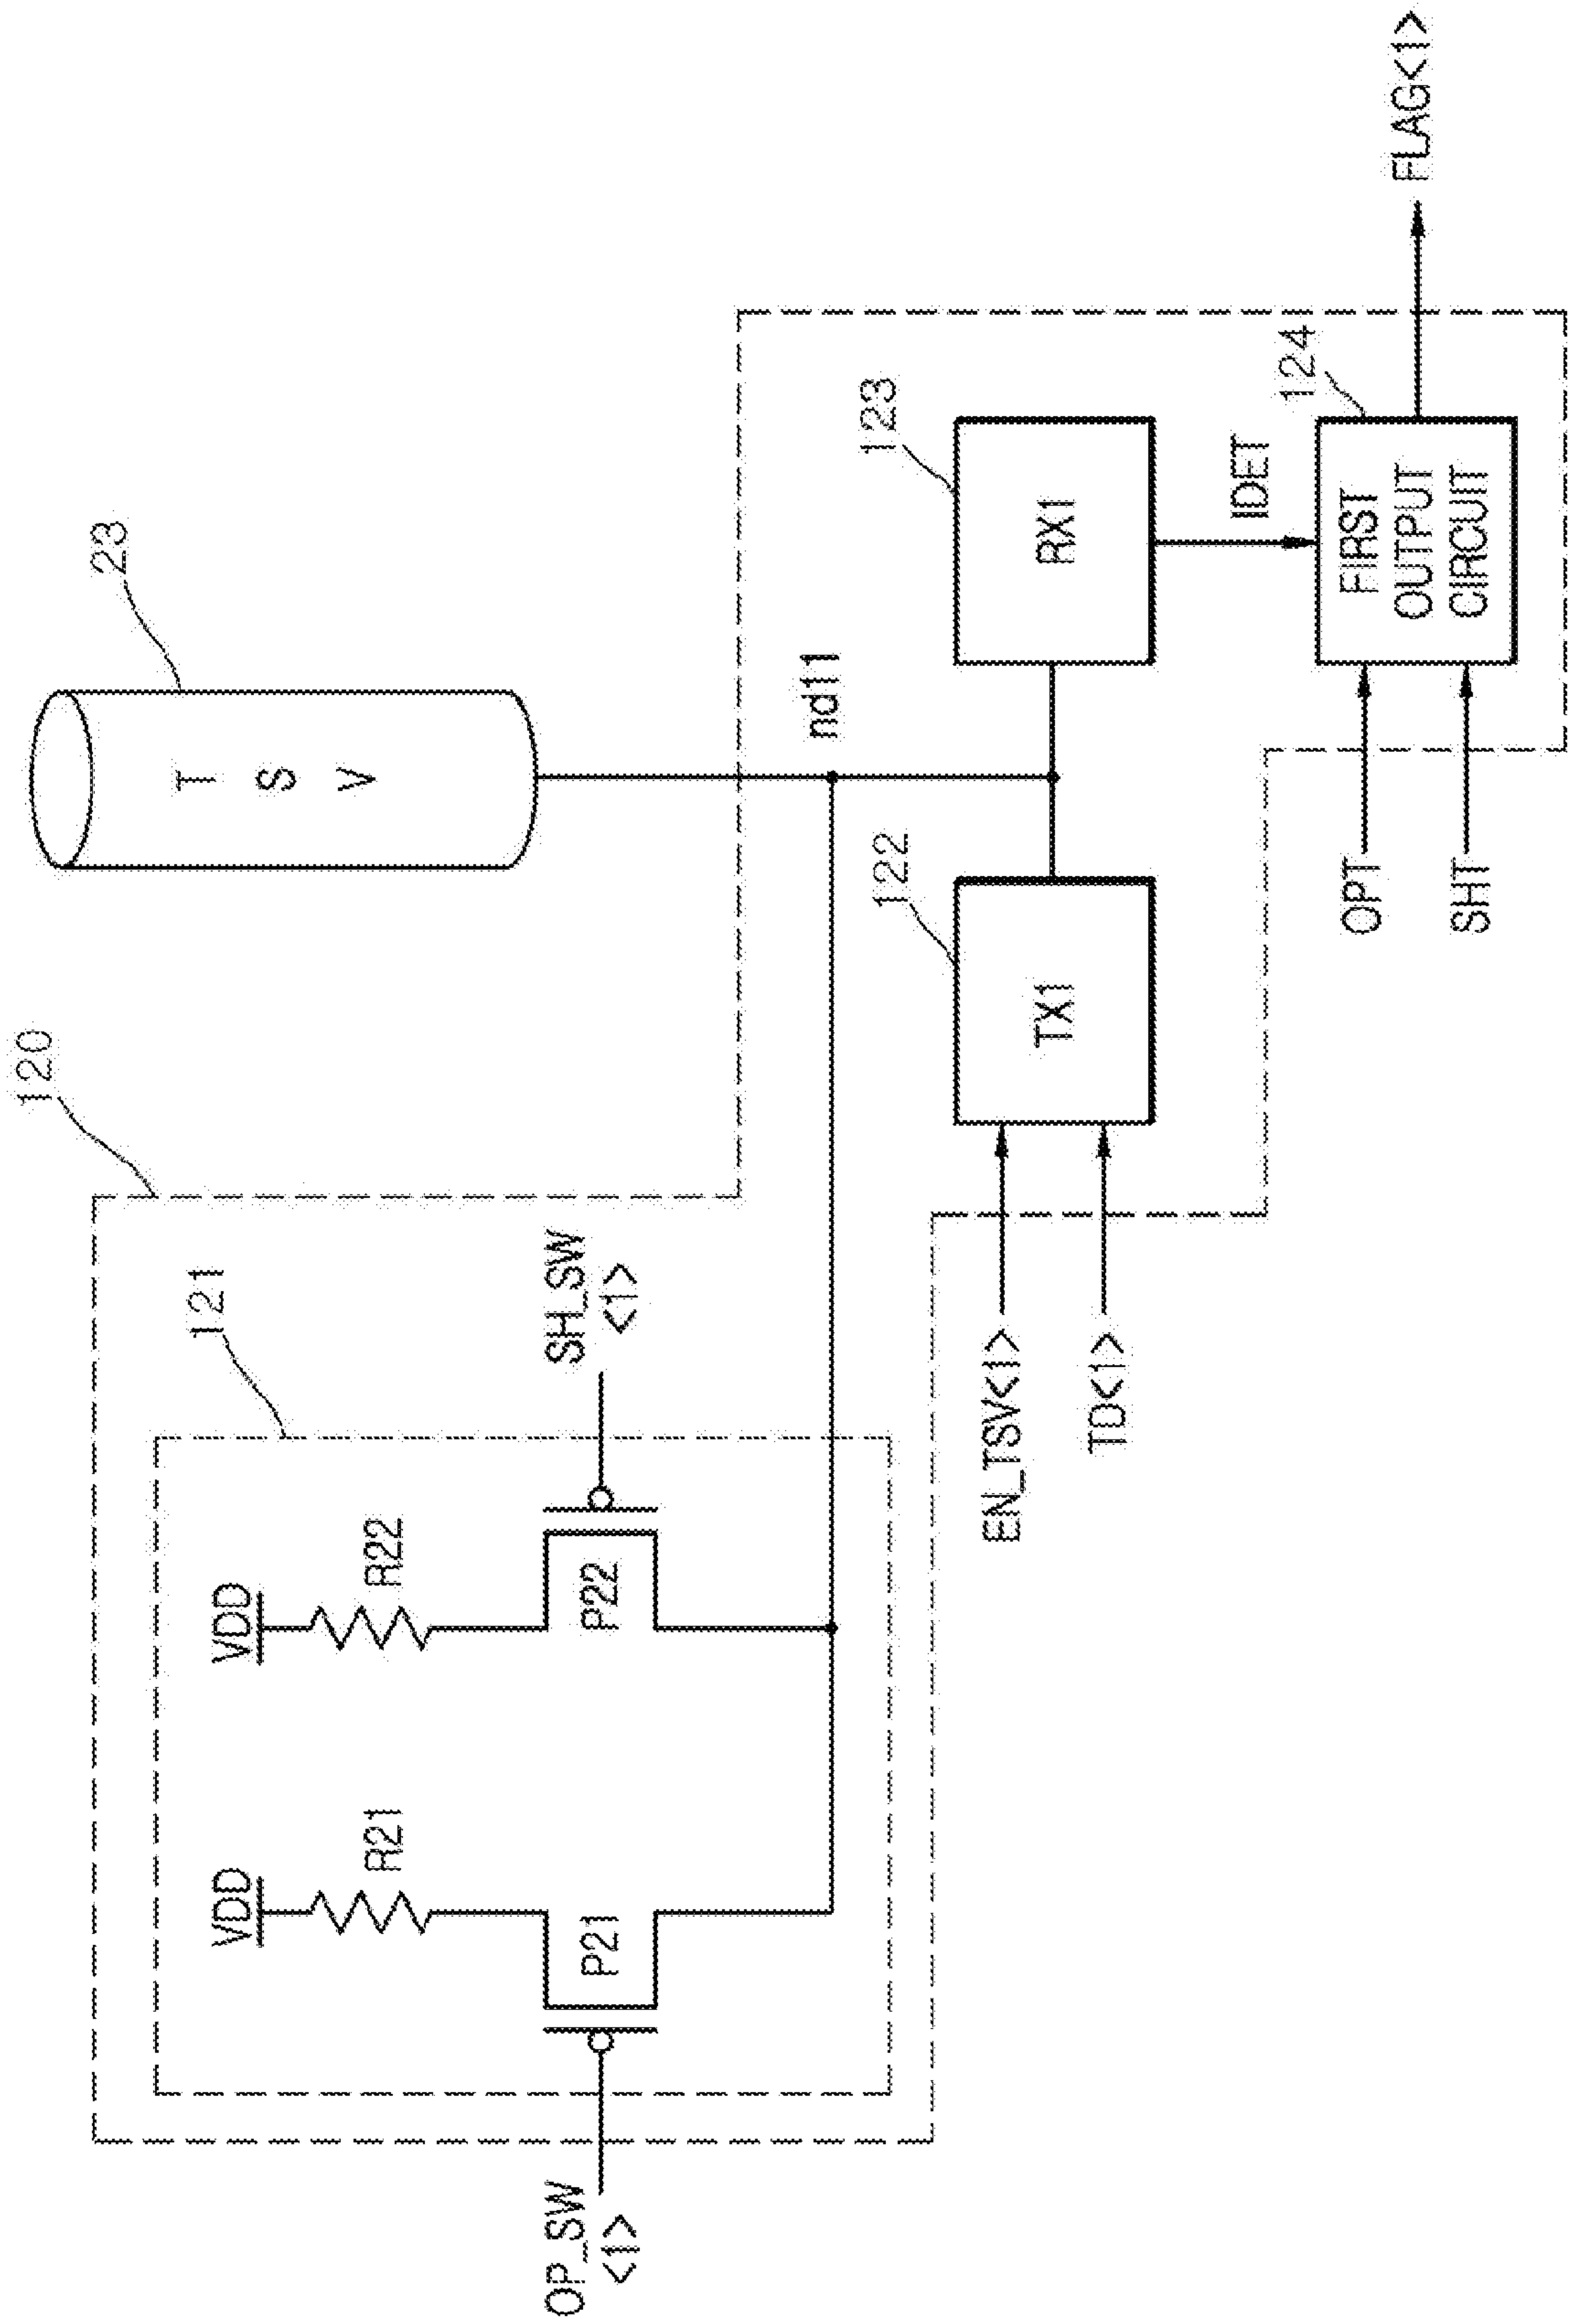 120
121
VDD
R21
P21
OP_SW
<1>
VDD
R22
P22
SH_SW
<1>
23
T
S
V
nd11
122
TX1
EN_TSV<1>
TD<1>
123
RX1
IDET
124
FIRST
OUTPUT
CIRCUIT
OPT
SHT
FLAG<1>